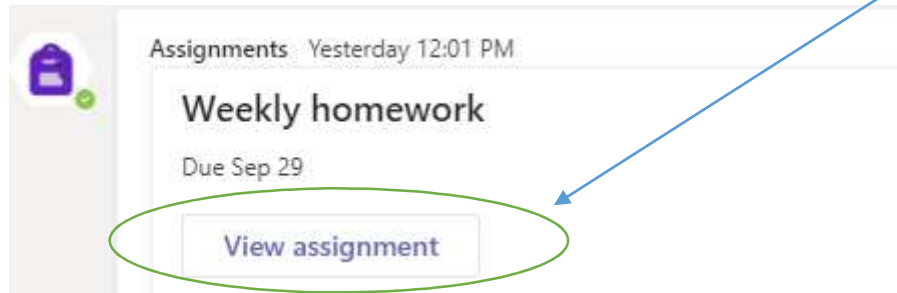 Assignments Yesterday 12:01 PM
Weekly homework
Due Sep 29
View assignment